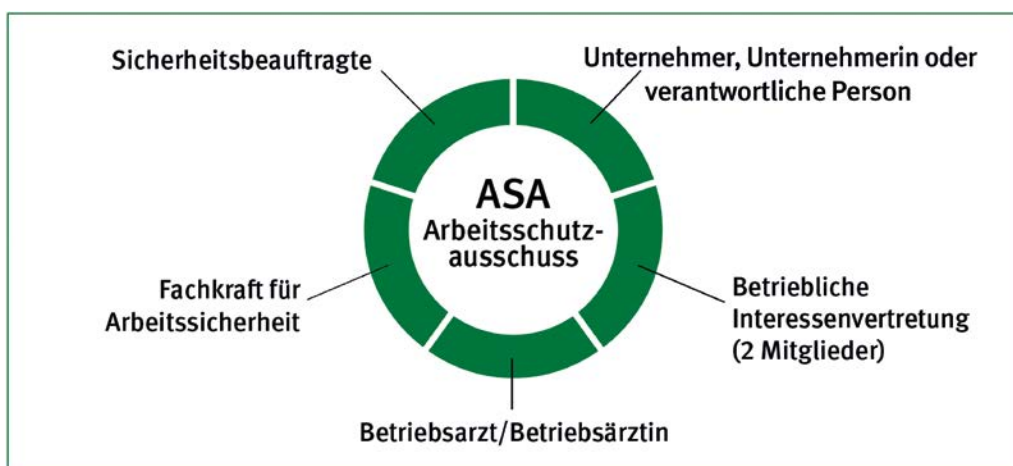 Sicherheitsbeauftragte
Unternehmer, Unternehmerin oder
verantwortliche Person
ASA
Arbeitsschutz-
ausschuss
Fachkraft für
Arbeitssicherheit
Betriebliche
Interessenvertretung
(2 Mitglieder)
Betriebsarzt/Betriebsärztin